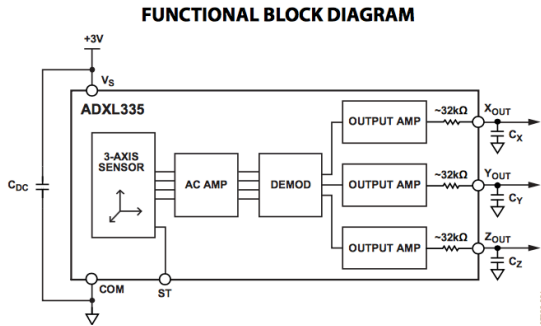 FUNCTIONAL BLOCK DIAGRAM
+3V
VS
ADXL335
3-AXIS
SENSOR
AC AMP
DEMOD
OUTPUT AMP
~32kΩ
XOUT
CX
OUTPUT AMP
~32kΩ
YOUT
CY
OUTPUT AMP
~32kΩ
ZOUT
CZ
CDC
COM
ST